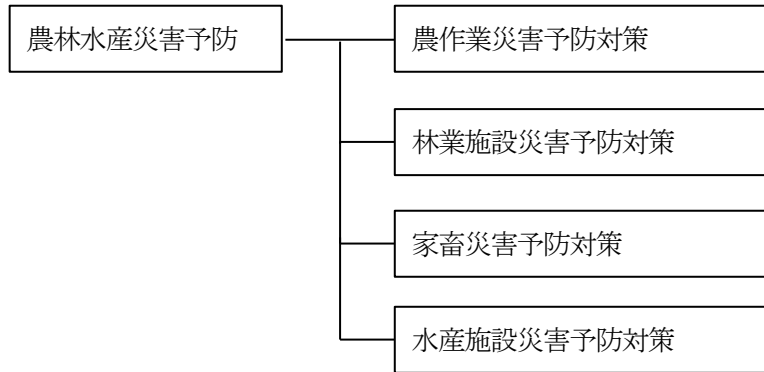 農林水産災害予防
農作業災害予防対策
林業施設災害予防対策
家畜災害予防対策
水産施設災害予防対策